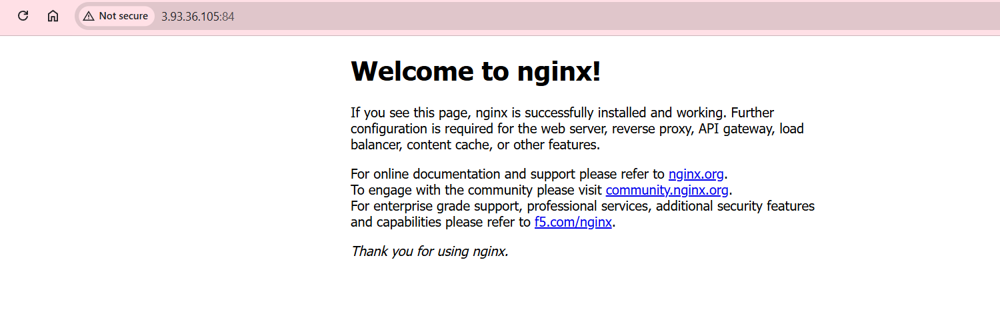 Not secure 3.93.36.105:84
Welcome to nginx!
If you see this page, nginx is successfully installed and working. Further
configuration is required for the web server, reverse proxy, API gateway, load
balancer, content cache, or other features.
For online documentation and support please refer to nginx.org.
To engage with the community please visit community.nginx.org.
For enterprise grade support, professional services, additional security features
and capabilities please refer to f5.com/nginx.
Thank you for using nginx.